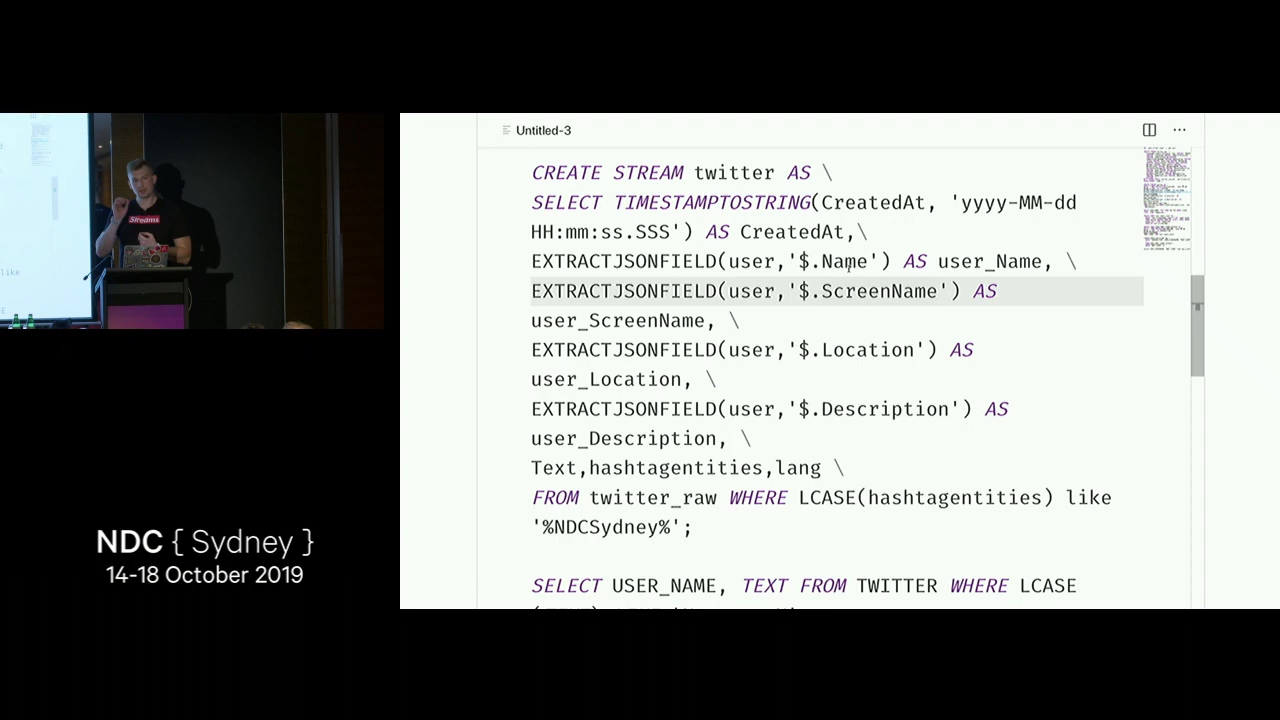 Untitled-3
CREATE STREAM twitter AS \
SELECT TIMESTAMPTOSTRING(CreatedAt, 'yyyy-MM-dd
HH:mm:ss.SSS') AS CreatedAt,\
EXTRACTJSONFIELD(user,'$.Name') AS user_Name, \
EXTRACTJSONFIELD(user,'$.ScreenName') AS
user_ScreenName, \
EXTRACTJSONFIELD(user,'$.Location') AS
user_Location, \
EXTRACTJSONFIELD(user,'$.Description') AS
user_Description, \
Text,hashtagentities,lang \
FROM twitter_raw WHERE LCASE(hashtagentities) like
'%NDCSydney%';
SELECT USER_NAME, TEXT FROM TWITTER WHERE LCASE
Streams
like
NDC { Sydney }
14-18 October 2019